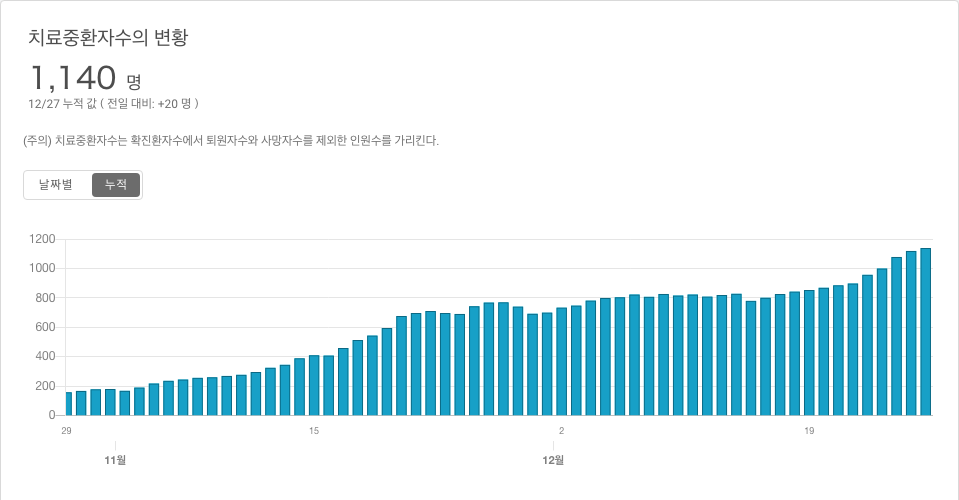 치료중환자수의 변황
1,140 명
12/27 누적 값 ( 전일 대비: +20 명 )
(주의) 치료중환자수는 확진환자수에서 퇴원자수와 사망자수를 제외한 인원수를 가리킨다.
날짜별 누적
1200
1000
800
600
400
200
0
29 15 2 19
11월 12월